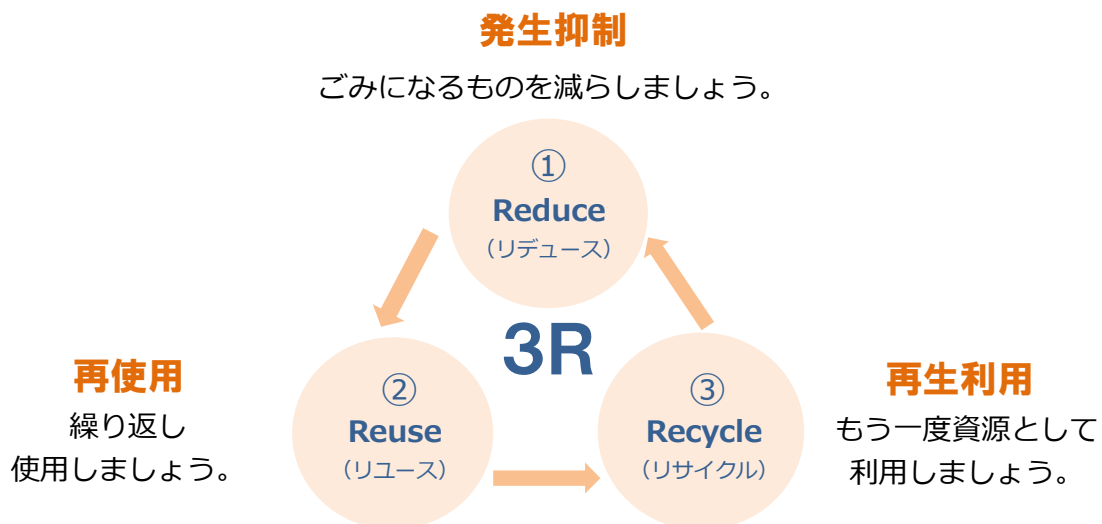 発生抑制
ごみになるものを減らしましょう。
①
Reduce
（リデュース）
3R
再使用
繰り返し
使用しましょう。
②
Reuse
（リユース）
③
Recycle
（リサイクル）
再生利用
もう一度資源として
利用しましょう。